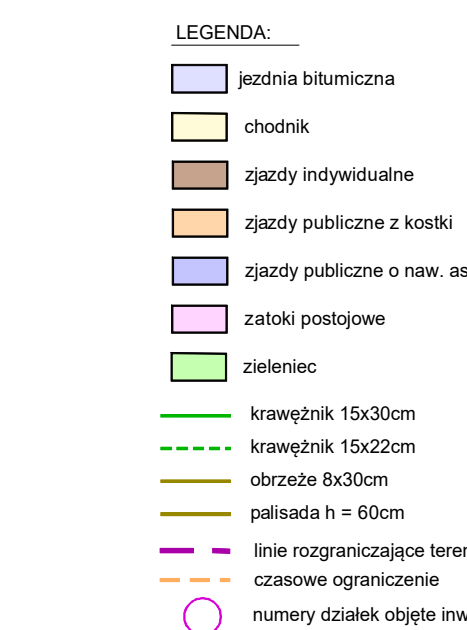 LEGENDA:
jezdnia bitumiczna
chodnik
zjazdy indywidualne
zjazdy publiczne z kostki
zjazdy publiczne o naw. as
zatoki postojowe
zieleniec
krawężnik 15x30cm
krawężnik 15x22cm
obrzeże 8x30cm
palisada h = 60cm
linie rozgraniczające teren
czasowe ograniczenie
numery działek objęte inw